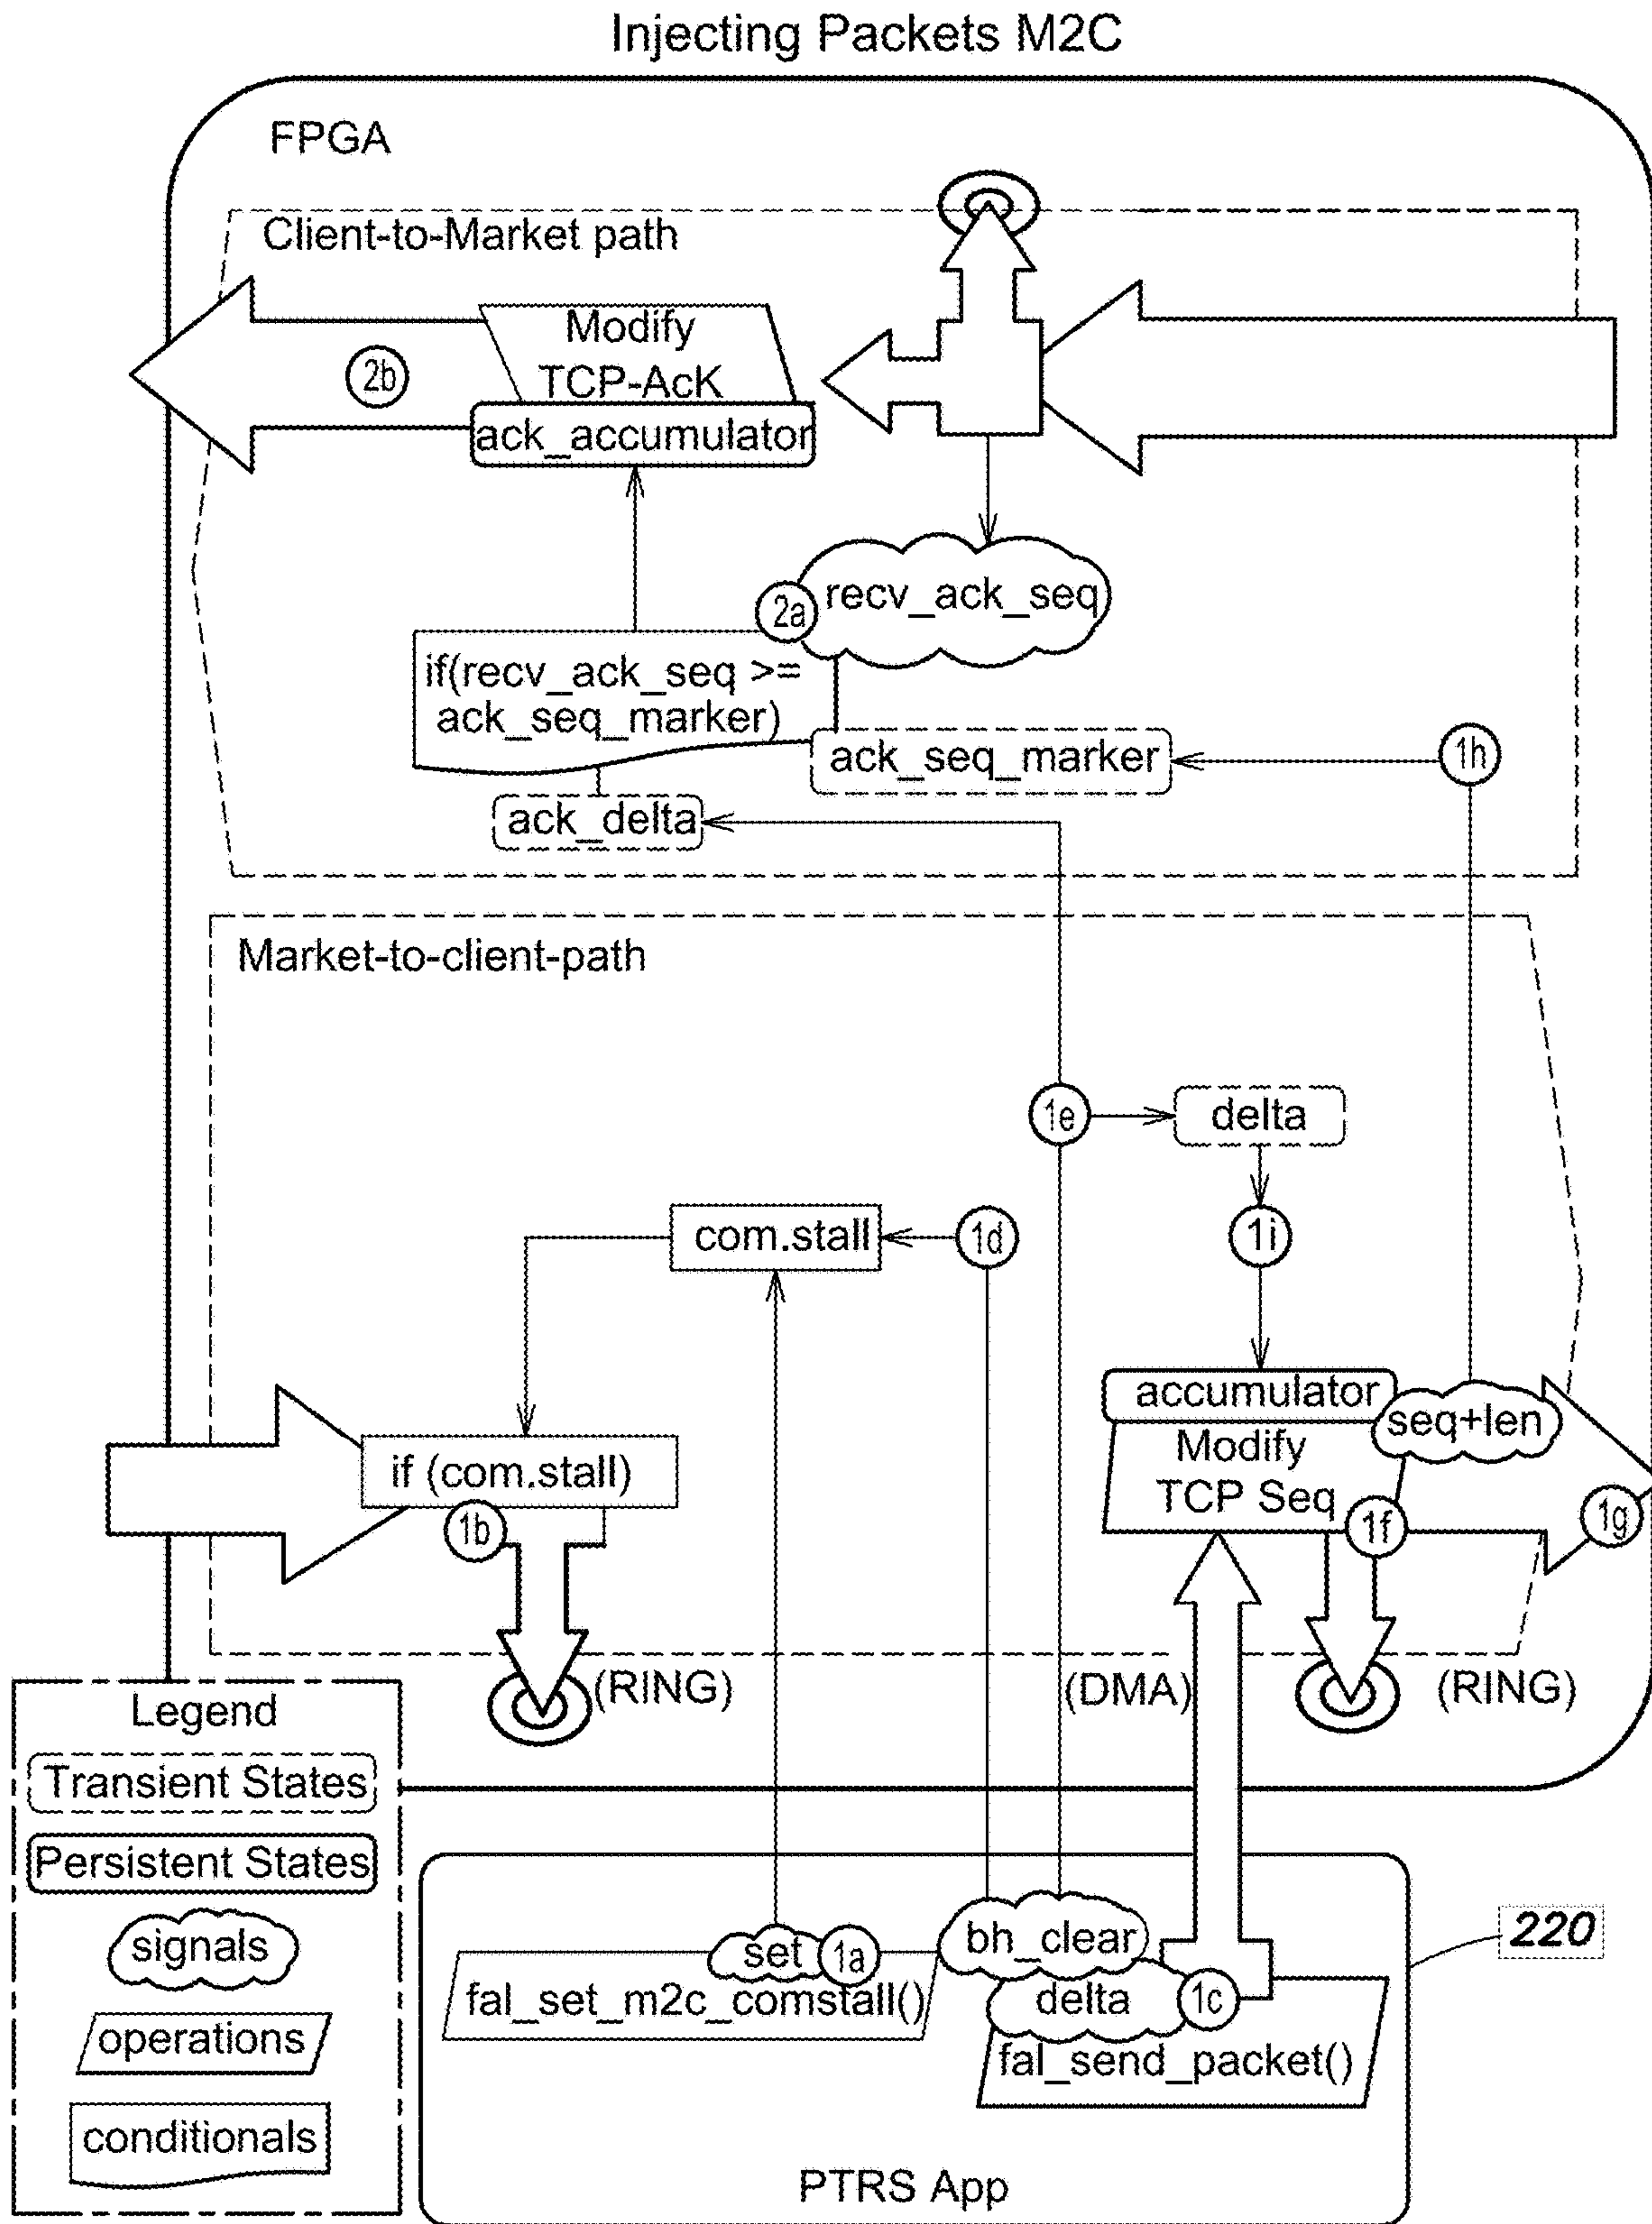 Injecting Packets M2C
FPGA
Client-to-Market path
Modify
TCP-AcK
ack_accumulator
2b
2a
recv_ack_seq
if(recv_ack_seq >=
ack_seq_marker)
ack_seq_marker
1h
ack_delta
Market-to-client-path
1e
delta
com.stall
1d
1i
accumulator
seq+len
if (com.stall)
Modify
TCP Seq
1b
1f
1g
(RING)
(DMA)
(RING)
Legend
Transient States
Persistent States
signals
operations
conditionals
set
1a
bh_clear
220
fal_set_m2c_comstall()
delta
1c
fal_send_packet()
PTRS App